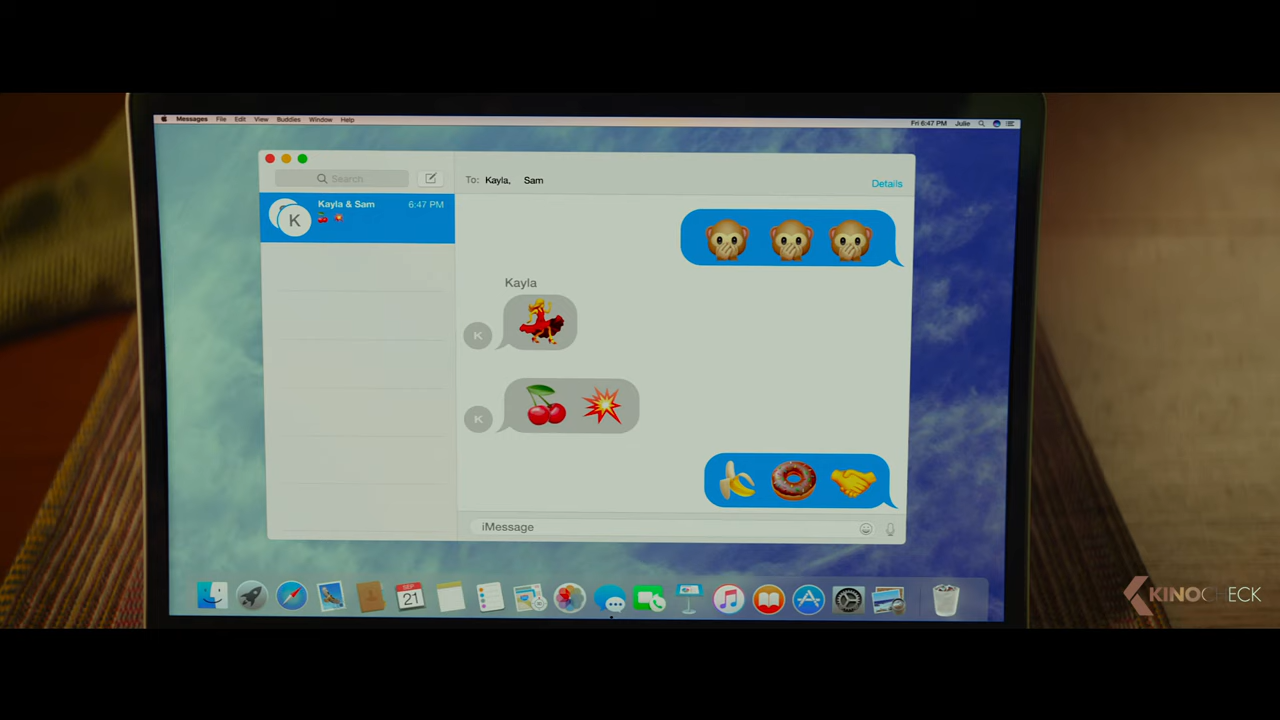 Messages File Edit View Buddies Window Help
Fri 6:47 PM Julie
Search
To: Kayla, Sam
Details
Kayla & Sam 6:47 PM
K
Kayla
K
K
iMessage
SEP
21
KINOCHECK